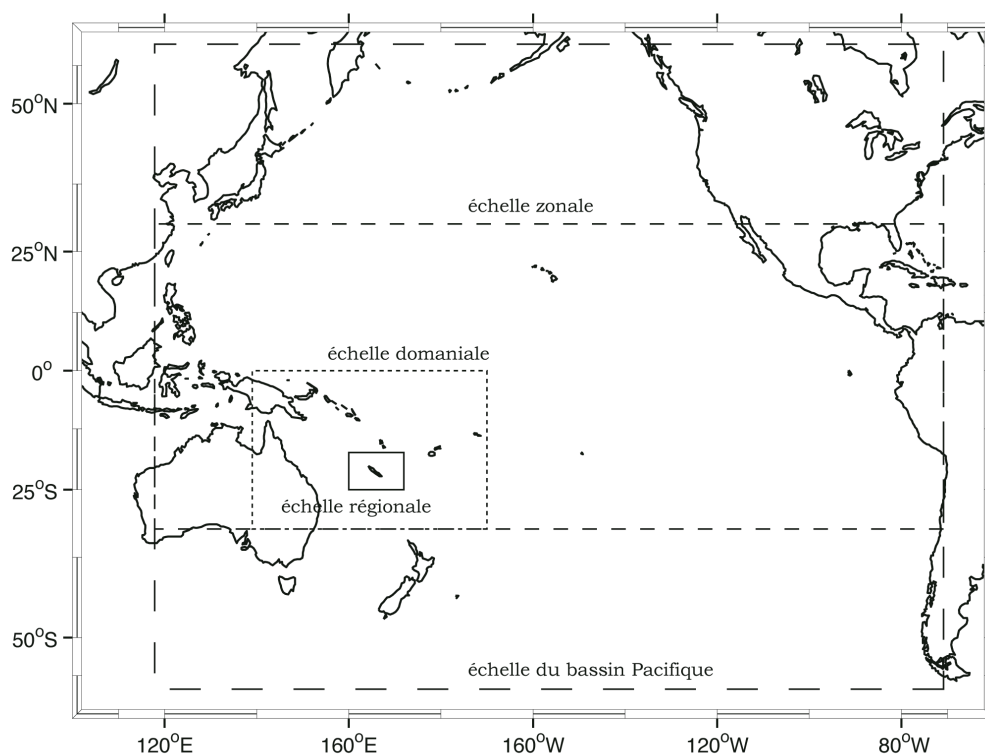 50°N
échelle zonale
25°N
échelle domaniale
0°
25°S
échelle régionale
50°S
échelle du bassin Pacifique
120°E
160°E
160°W
120°W
80°W